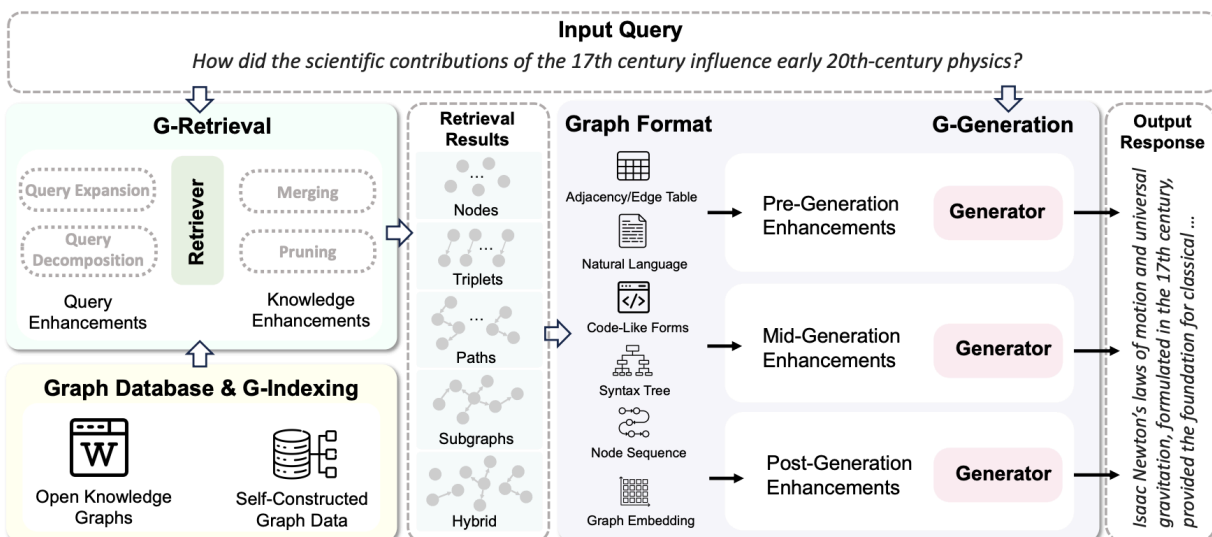 Input Query
How did the scientific contributions of the 17th century influence early 20th-century physics?
G-Retrieval
Query Expansion
Query
Decomposition
Query
Enhancements
Retriever
Merging
Pruning
Knowledge
Enhancements
Graph Database & G-Indexing
W
Open Knowledge
Graphs
Self-Constructed
Graph Data
Retrieval
Results
...
Nodes
...
Triplets
...
Paths
Subgraphs
Hybrid
Graph Format
Adjacency/Edge Table
Natural Language
</>
Code-Like Forms
Syntax Tree
Node Sequence
Graph Embedding
G-Generation
Pre-Generation
Enhancements
Generator
Mid-Generation
Enhancements
Generator
Post-Generation
Enhancements
Generator
Output
Response
Isaac Newton's laws of motion and universal
gravitation, formulated in the 17th century,
provided the foundation for classical ...